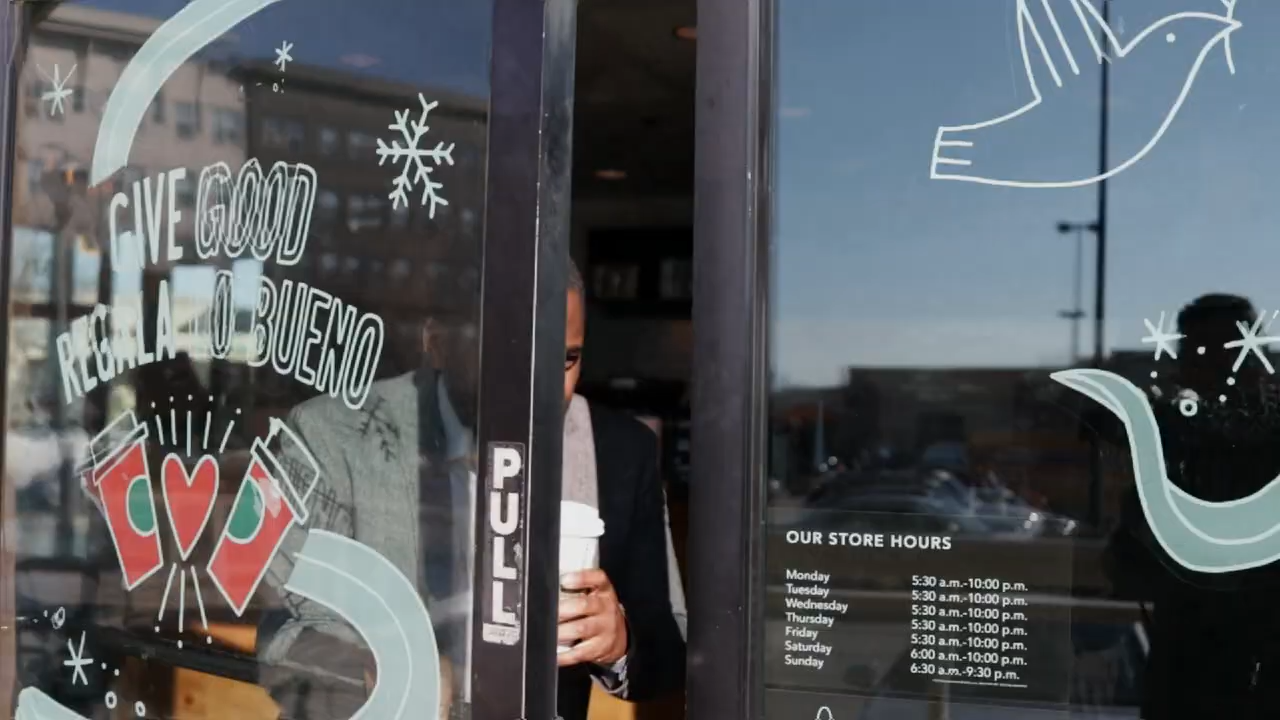 GIVE GOOD
REGALA LO BUENO
PULL
OUR STORE HOURS
Monday 5:30 a.m.-10:00 p.m.
Tuesday 5:30 a.m.-10:00 p.m.
Wednesday 5:30 a.m.-10:00 p.m.
Thursday 5:30 a.m.-10:00 p.m.
Friday 5:30 a.m.-10:00 p.m.
Saturday 6:00 a.m.-10:00 p.m.
Sunday 6:30 a.m.-9:30 p.m.